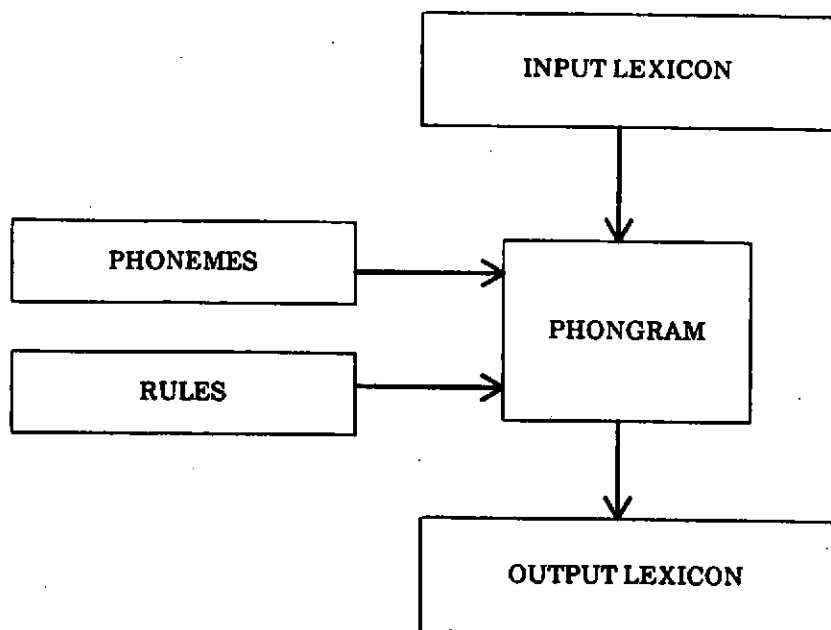 INPUT LEXICON
PHONEMES
PHONGRAM
RULES
OUTPUT LEXICON